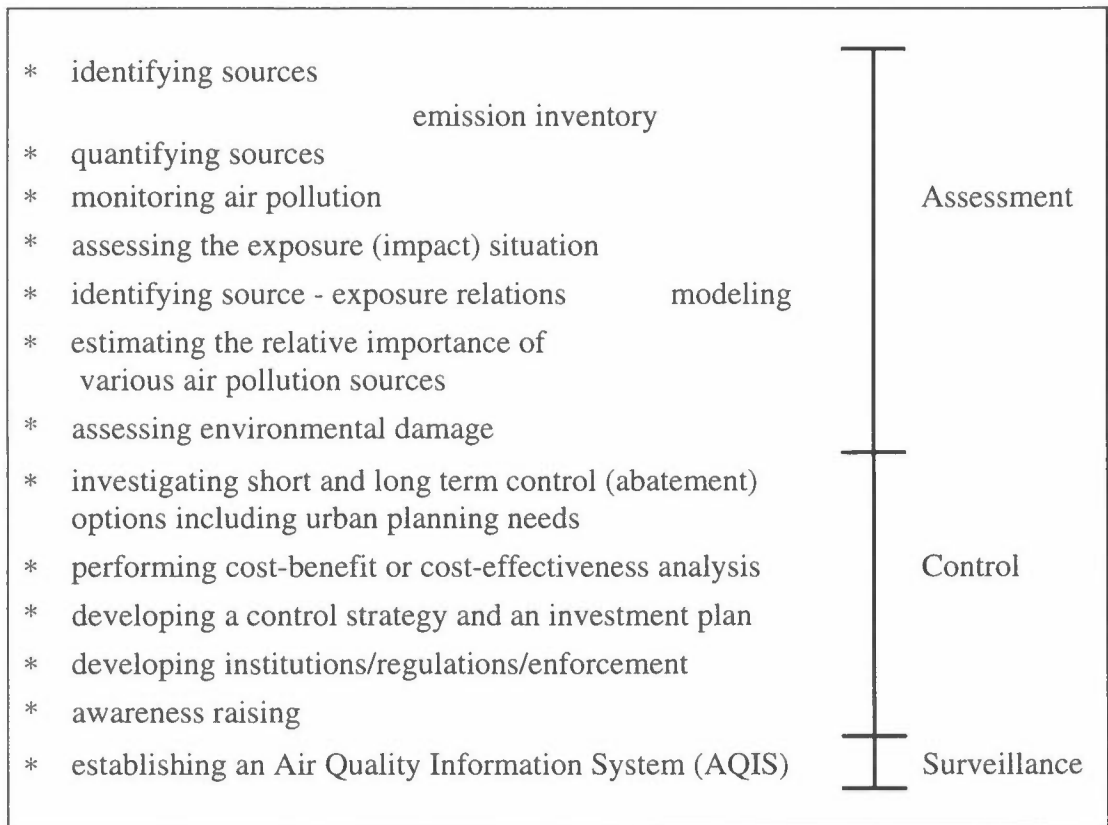 * identifying sources
emission inventory
* quantifying sources
* monitoring air pollution
Assessment
* assessing the exposure (impact) situation
* identifying source - exposure relations modeling
* estimating the relative importance of
various air pollution sources
* assessing environmental damage
* investigating short and long term control (abatement)
options including urban planning needs
* performing cost-benefit or cost-effectiveness analysis
Control
* developing a control strategy and an investment plan
* developing institutions/regulations/enforcement
* awareness raising
* establishing an Air Quality Information System (AQIS)
Surveillance